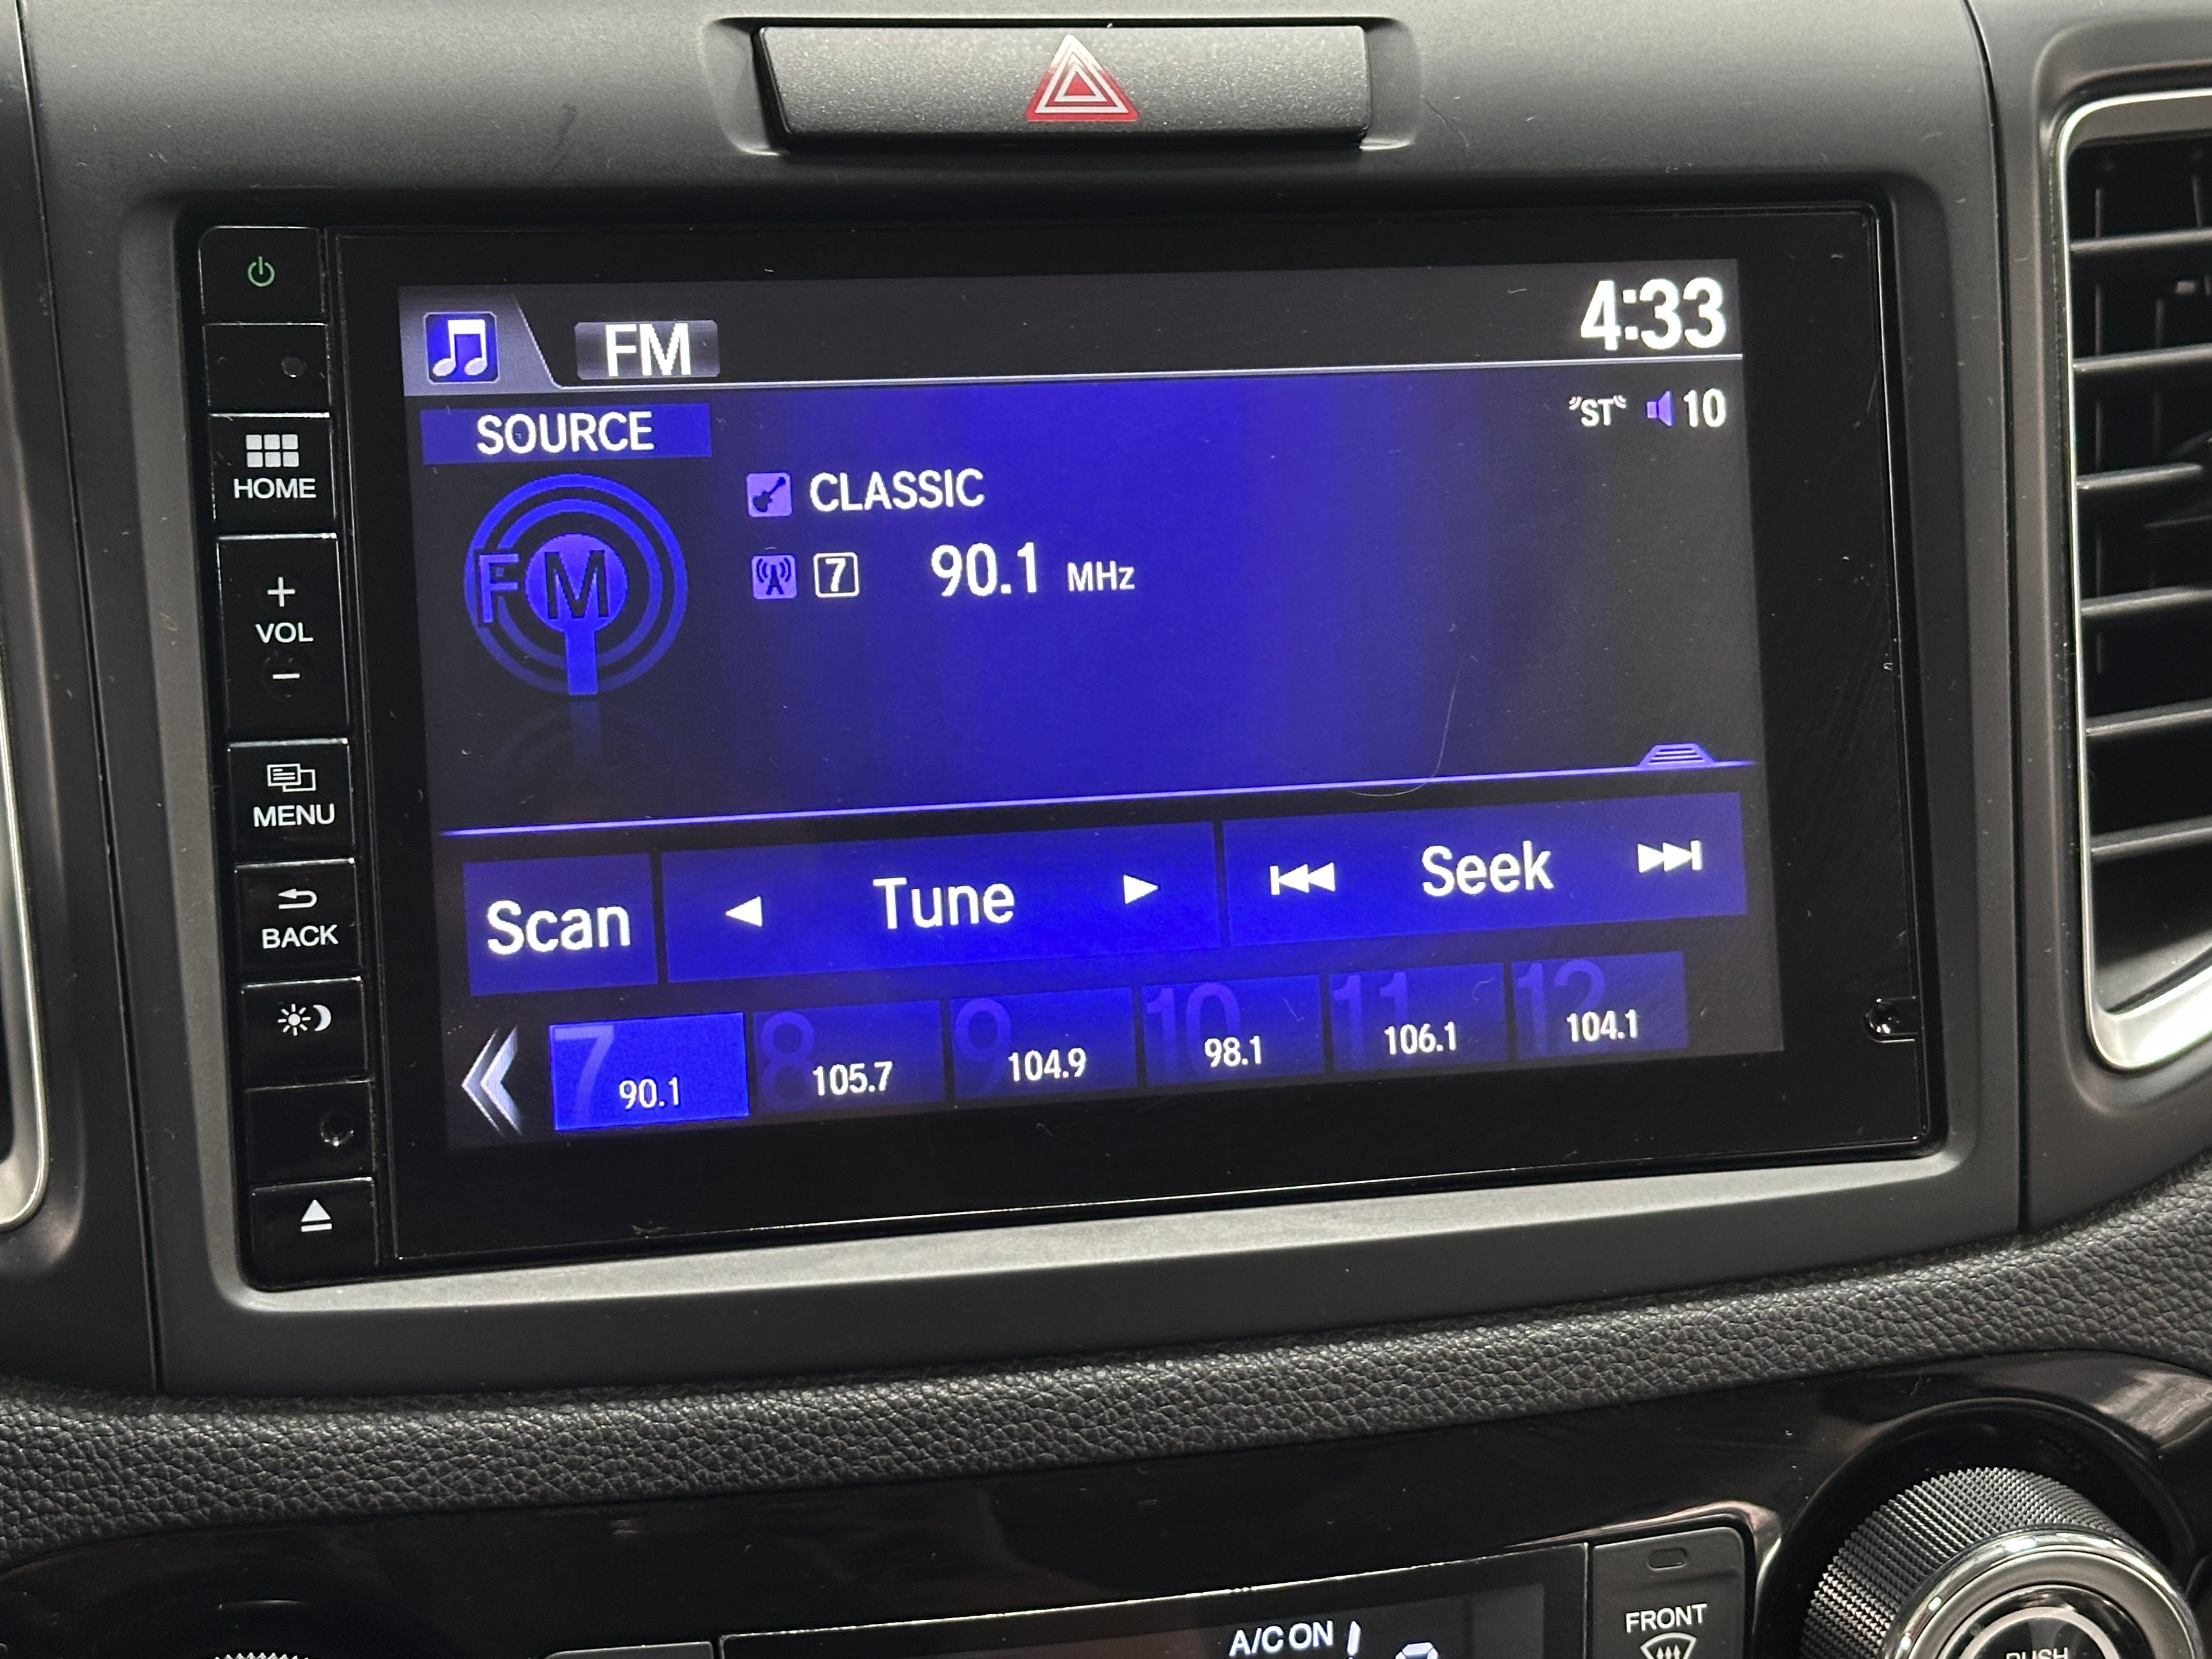 FM
4:33
SOURCE
ST 10
HOME
CLASSIC
FM
7 90.1 MHz
+
VOL
-
MENU
Scan Tune Seek
BACK
7 90.1
8 105.7
9 104.9
10 98.1
11 106.1
12 104.1
FRONT
A/C ON
PUSH